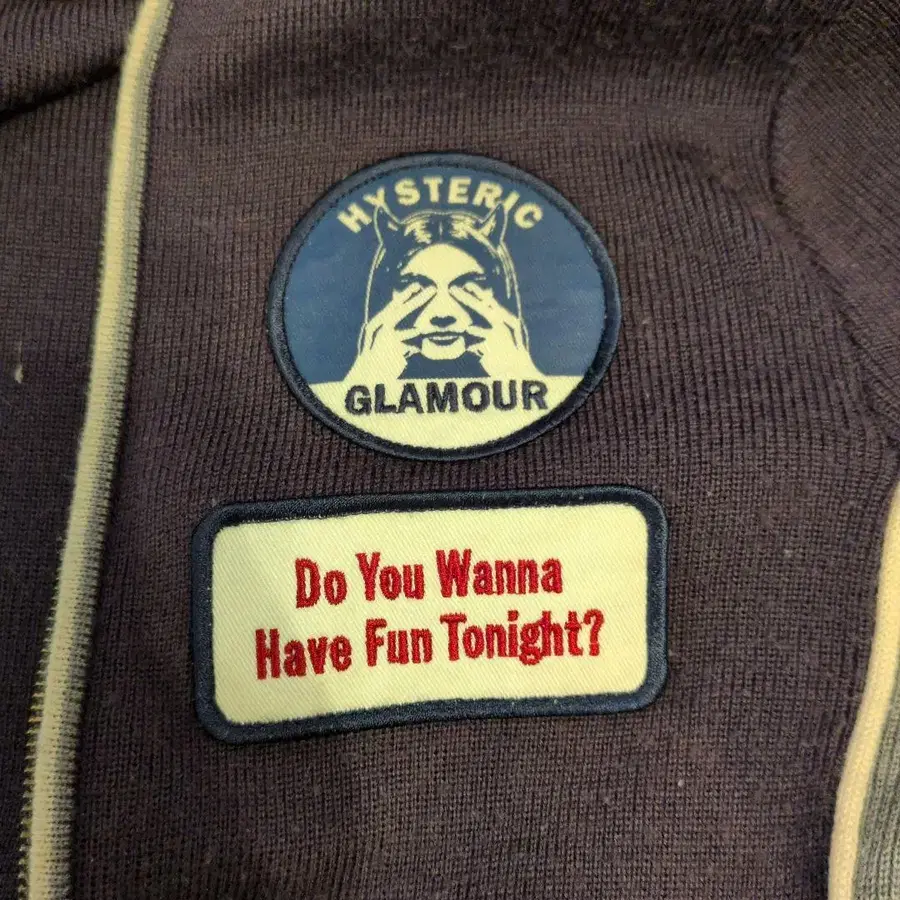 HYSTERIC
GLAMOUR
Do You Wanna
Have Fun Tonight?